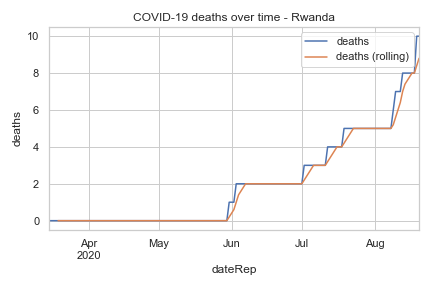 COVID-19 deaths over time - Rwanda
deaths
deaths (rolling)
10
8
6
4
2
0
deaths
Apr
2020
May
Jun
Jul
Aug
dateRep